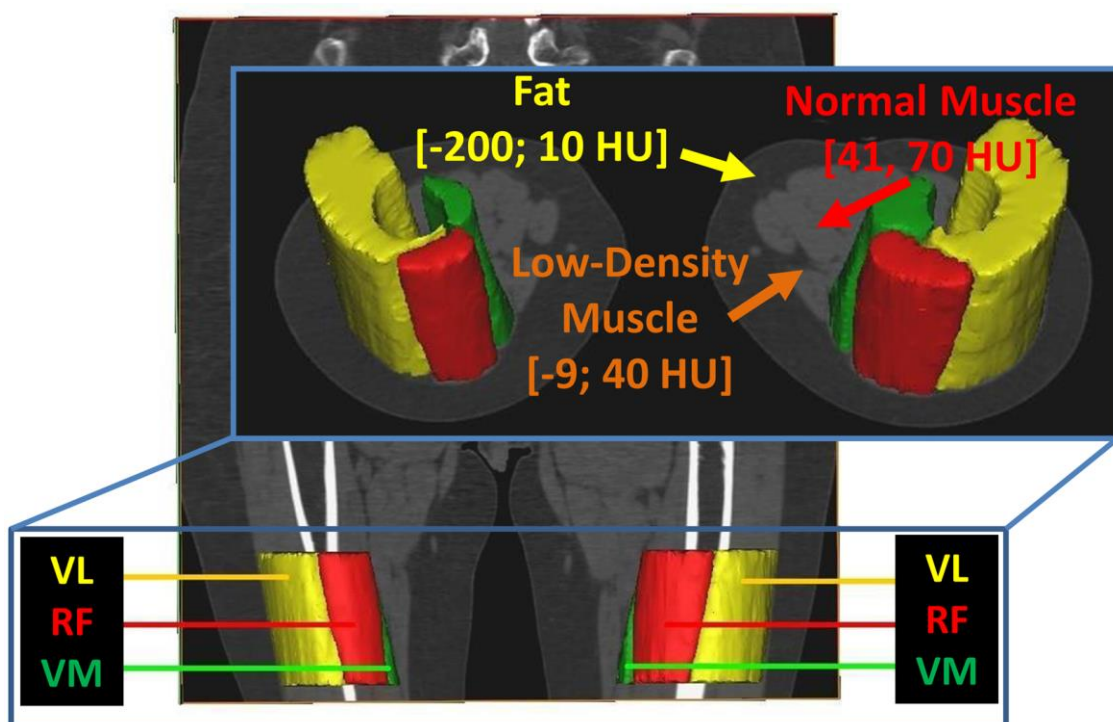 Fat
[-200; 10 HU]
Normal Muscle
[41, 70 HU]
Low-Density
Muscle
[-9; 40 HU]
VL
RF
VM
VL
RF
VM